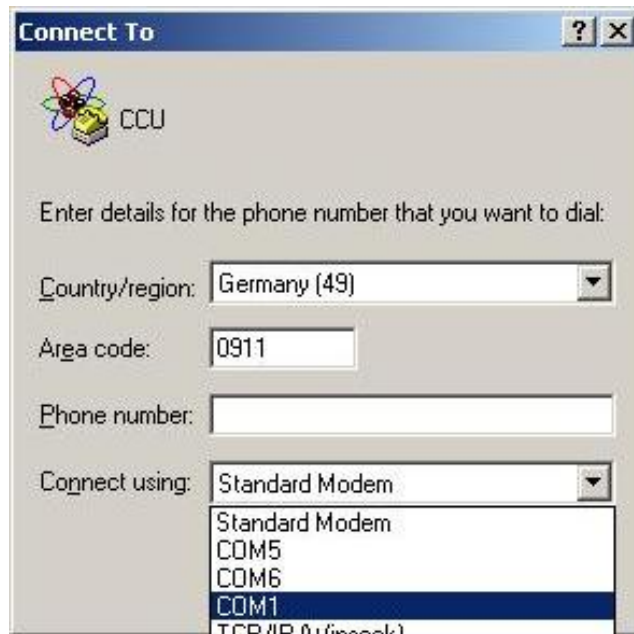 Connect To
CCU
Enter details for the phone number that you want to dial:
Country/region: Germany (49)
Area code: 0911
Phone number:
Connect using: Standard Modem
Standard Modem
COM5
COM6
COM1